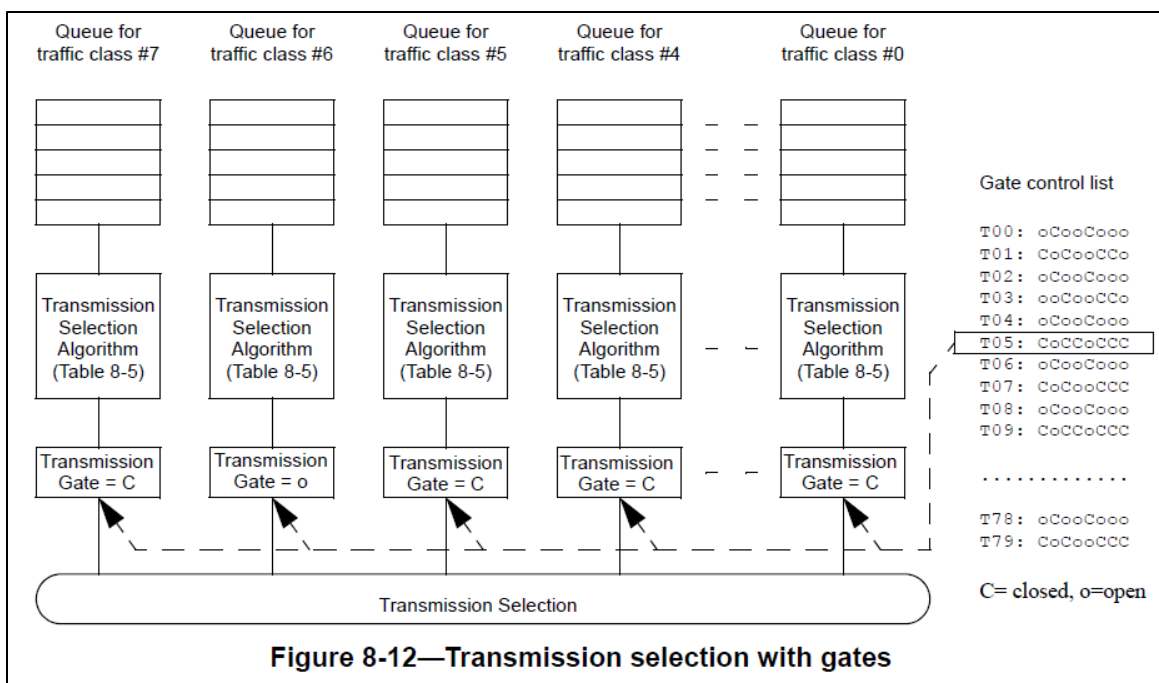 Queue for
traffic class #7
Queue for
traffic class #6
Queue for
traffic class #5
Queue for
traffic class #4
Queue for
traffic class #0
Transmission
Selection
Algorithm
(Table 8-5)
Transmission
Selection
Algorithm
(Table 8-5)
Transmission
Selection
Algorithm
(Table 8-5)
Transmission
Selection
Algorithm
(Table 8-5)
Transmission
Selection
Algorithm
(Table 8-5)
Transmission
Gate = C
Transmission
Gate = o
Transmission
Gate = C
Transmission
Gate = C
Transmission
Gate = C
Transmission Selection
Gate control list
T00: oCooCooo
T01: CoCooCCo
T02: oCooCooo
T03: ooCooCCo
T04: oCooCooo
T05: CoCCoCCC
T06: oCooCooo
T07: CoCooCCC
T08: oCooCooo
T09: CoCCoCCC
.............
T78: oCooCooo
T79: CoCooCCC
C= closed, o=open
Figure 8-12—Transmission selection with gates